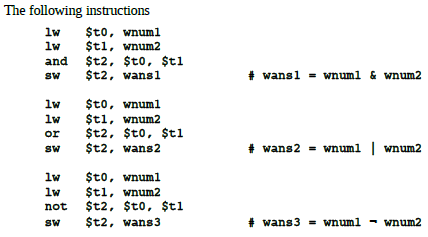 The following instructions
lw $t0, wnum1
lw $t1, wnum2
and $t2, $t0, $t1
sw $t2, wans1 # wans1 = wnum1 & wnum2
lw $t0, wnum1
lw $t1, wnum2
or $t2, $t0, $t1
sw $t2, wans2 # wans2 = wnum1 | wnum2
lw $t0, wnum1
lw $t1, wnum2
not $t2, $t0, $t1
sw $t2, wans3 # wans3 = wnum1 ¬ wnum2